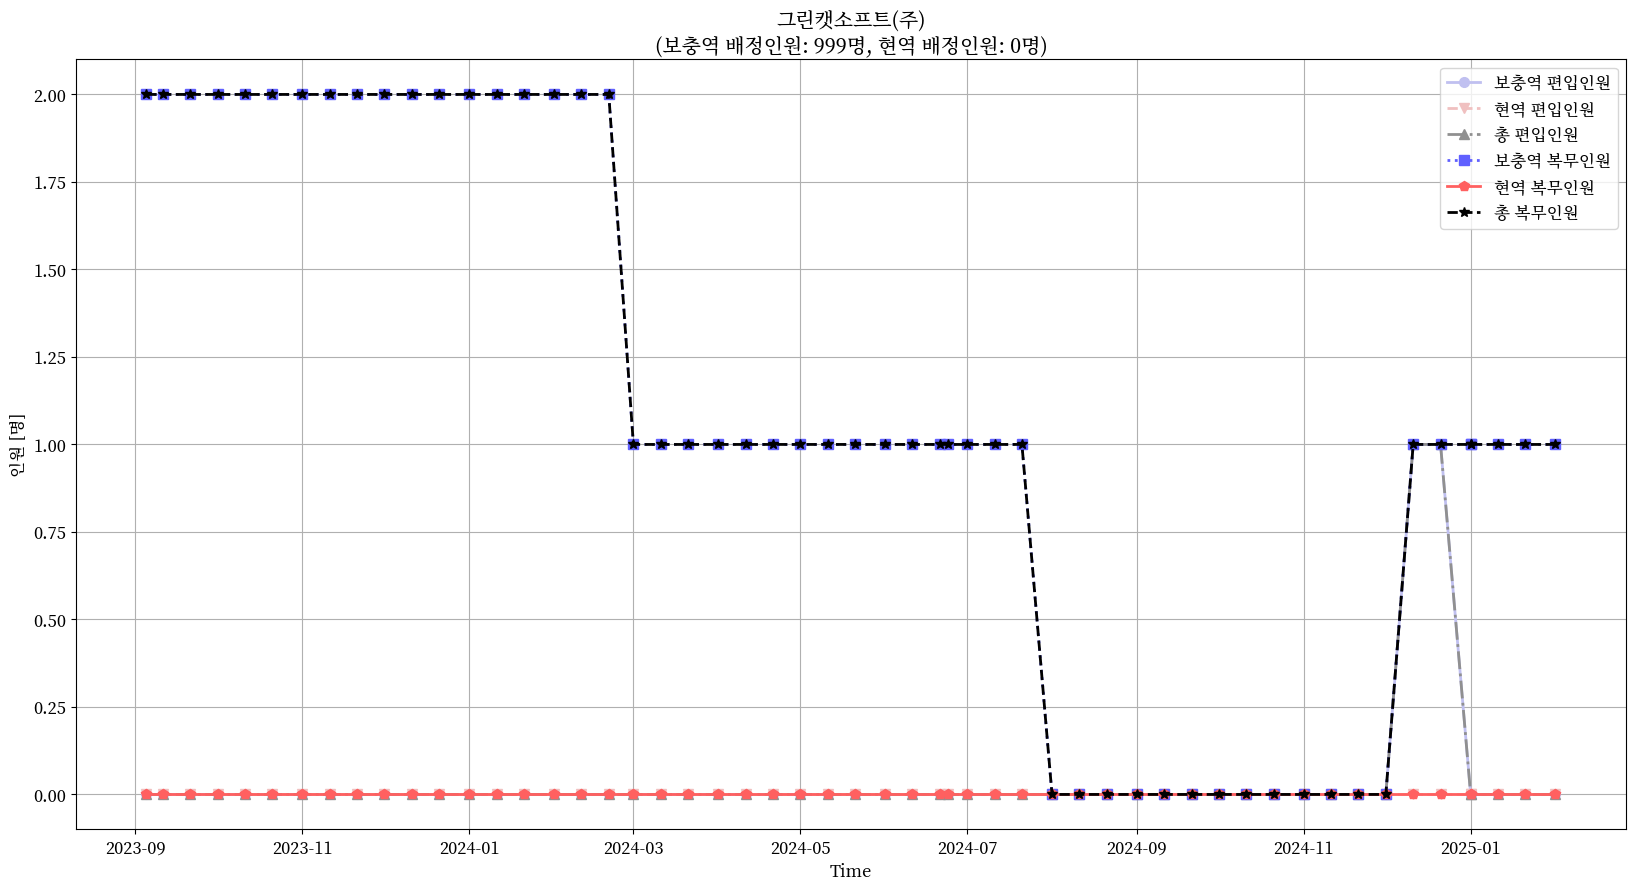 그린캣소프트(주)
(보충역 배정인원: 999명, 현역 배정인원: 0명)
보충역 편입인원
현역 편입인원
총 편입인원
보충역 복무인원
현역 복무인원
총 복무인원
인원 [명]
2.00
1.75
1.50
1.25
1.00
0.75
0.50
0.25
0.00
2023-09
2023-11
2024-01
2024-03
2024-05
2024-07
2024-09
2024-11
2025-01
Time